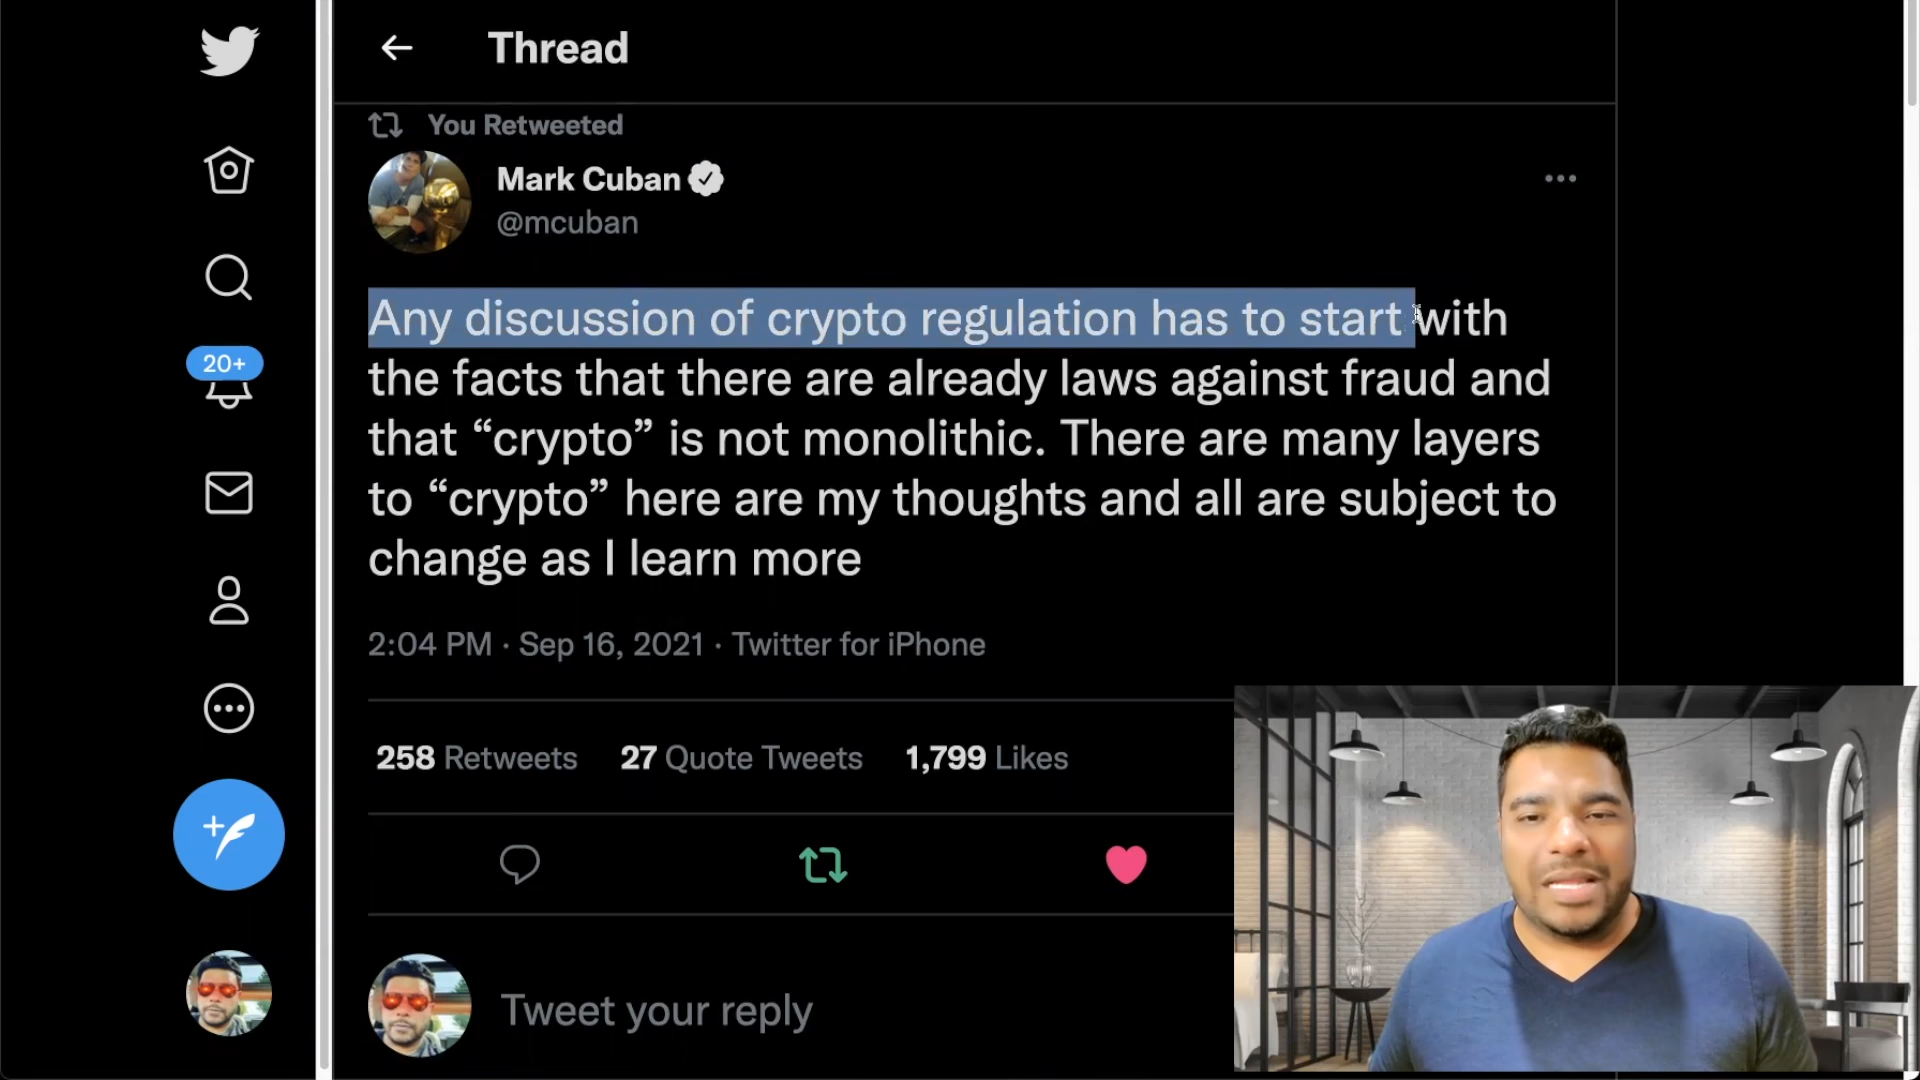 Thread
You Retweeted
Mark Cuban
@mcuban
20+
Any discussion of crypto regulation has to start with
the facts that there are already laws against fraud and
that “crypto” is not monolithic. There are many layers
to “crypto” here are my thoughts and all are subject to
change as I learn more
2:04 PM · Sep 16, 2021 · Twitter for iPhone
258 Retweets 27 Quote Tweets 1,799 Likes
Tweet your reply